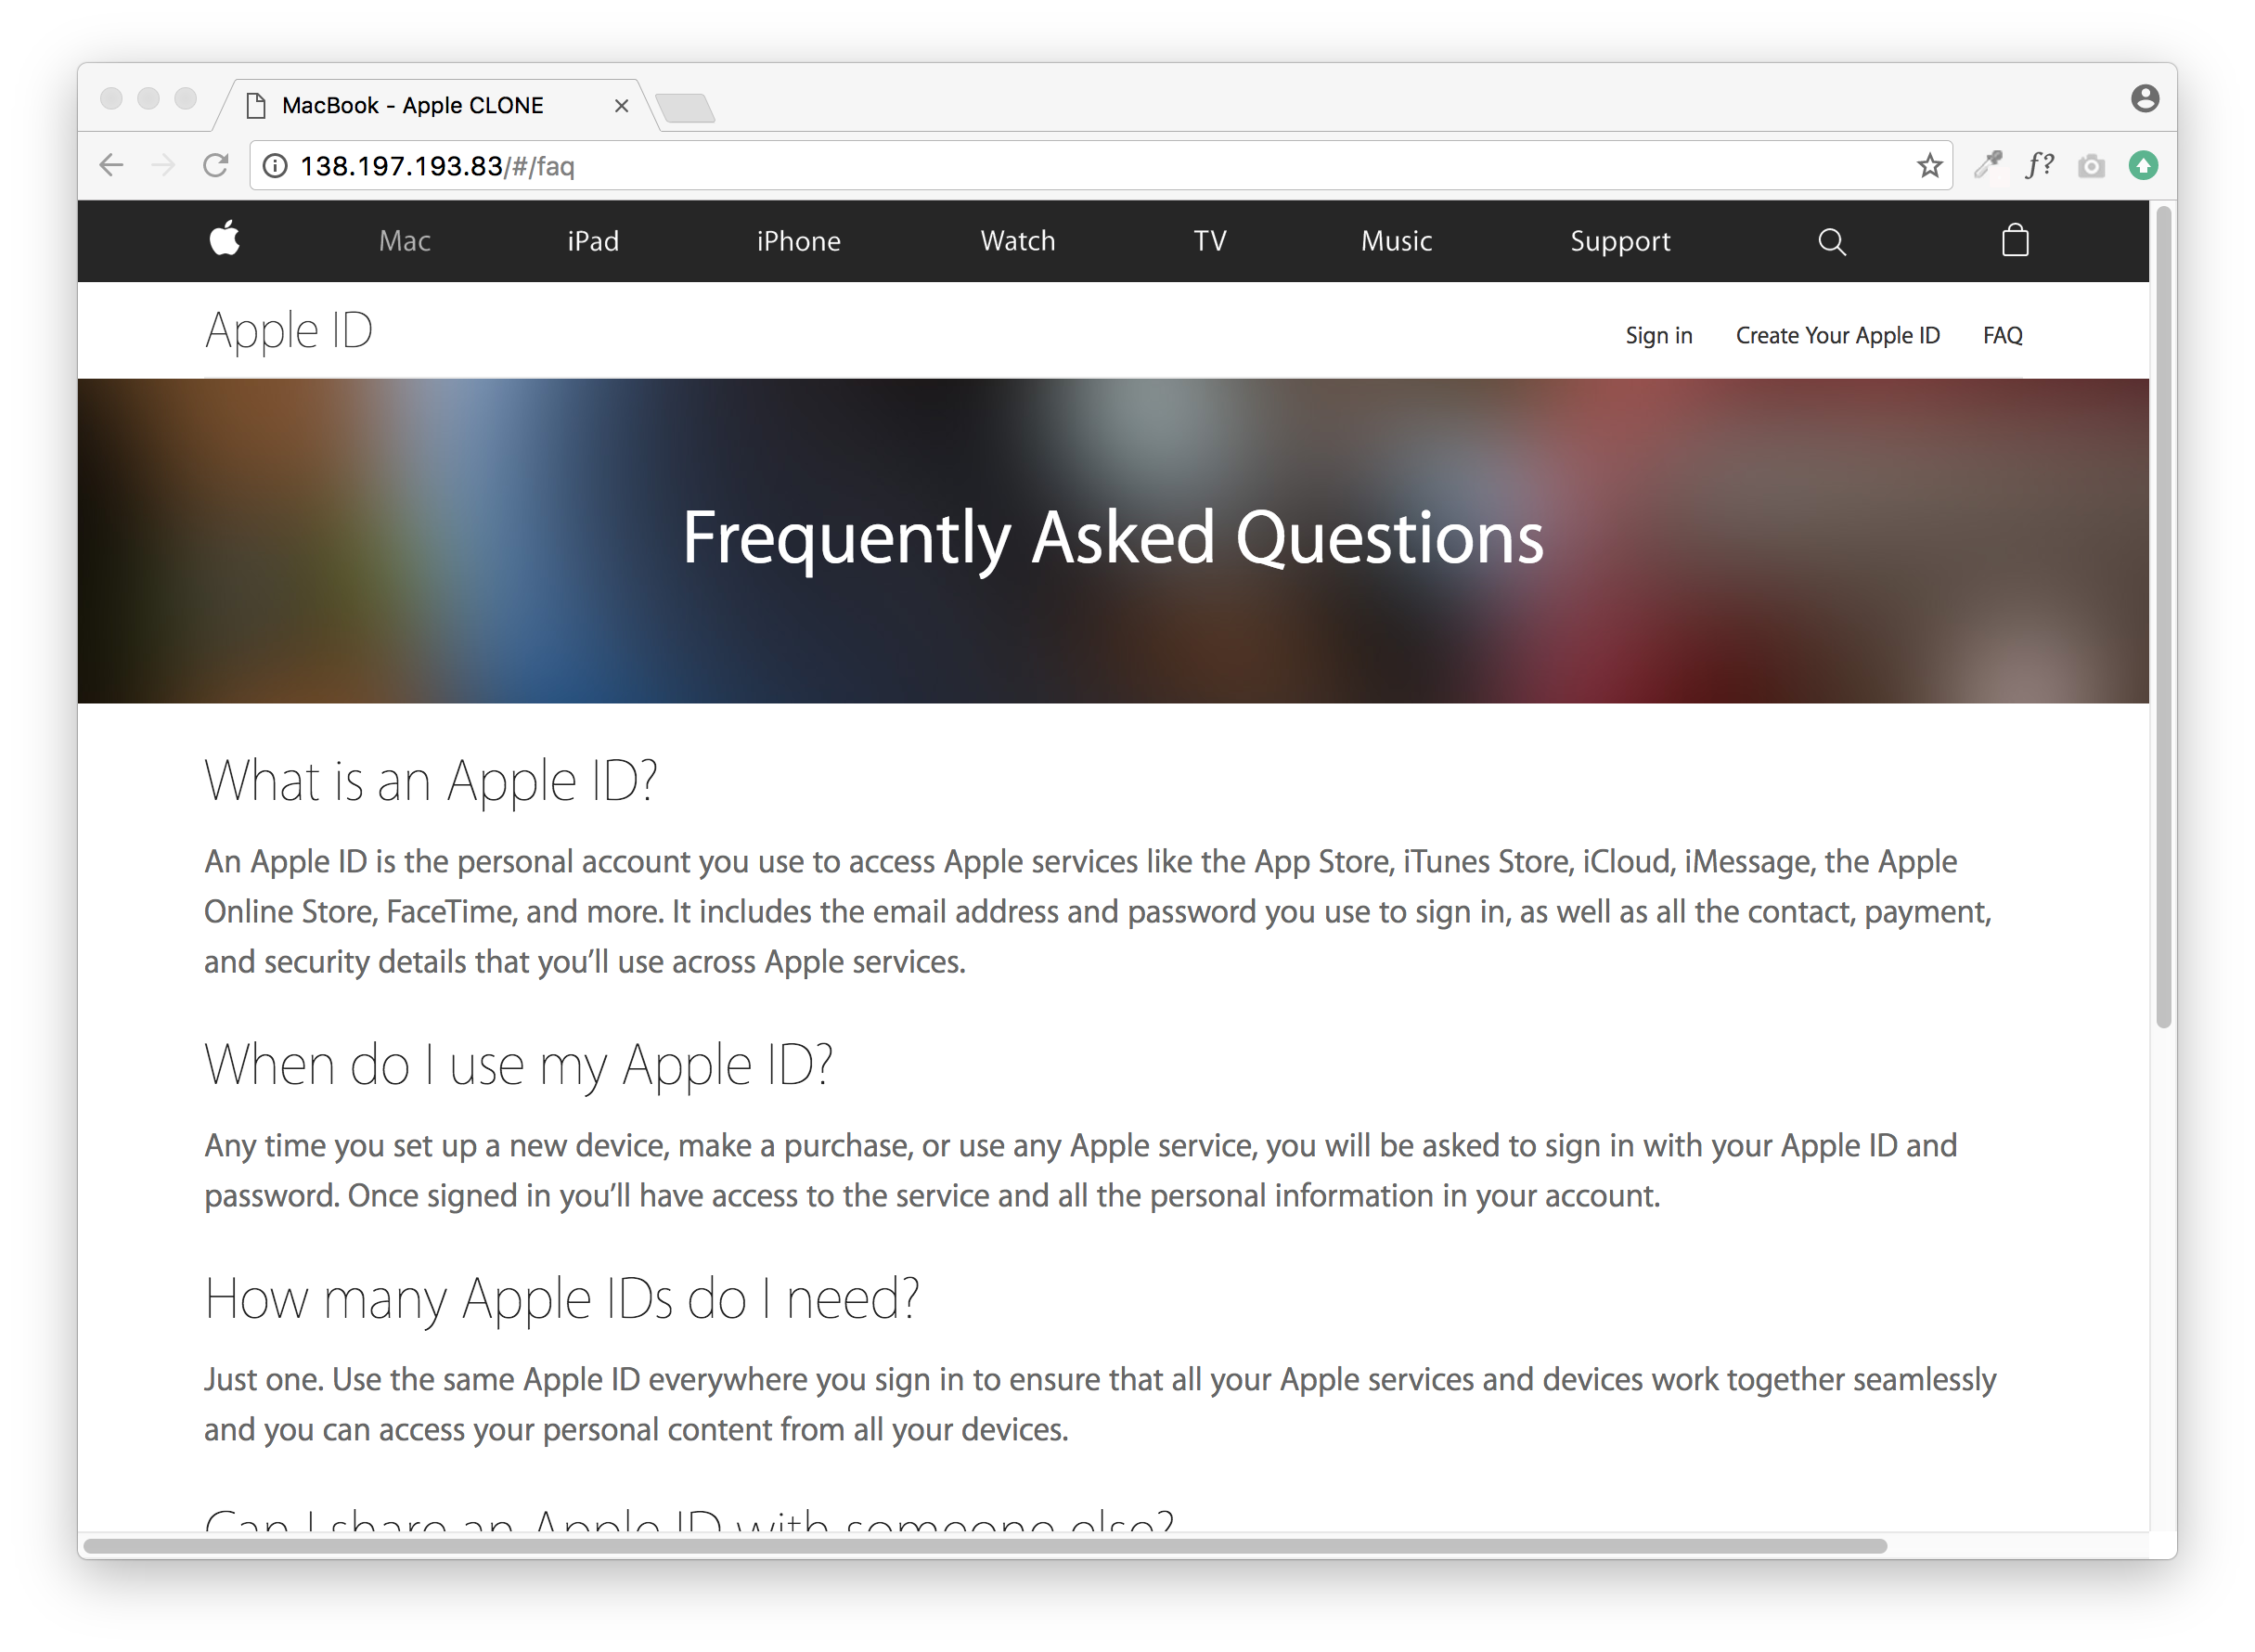 MacBook - Apple CLONE
138.197.193.83/#/faq
f?
Mac iPad iPhone Watch TV Music Support
Apple ID
Sign in Create Your Apple ID FAQ
Frequently Asked Questions
What is an Apple ID?
An Apple ID is the personal account you use to access Apple services like the App Store, iTunes Store, iCloud, iMessage, the Apple
Online Store, FaceTime, and more. It includes the email address and password you use to sign in, as well as all the contact, payment,
and security details that you’ll use across Apple services.
When do I use my Apple ID?
Any time you set up a new device, make a purchase, or use any Apple service, you will be asked to sign in with your Apple ID and
password. Once signed in you’ll have access to the service and all the personal information in your account.
How many Apple IDs do I need?
Just one. Use the same Apple ID everywhere you sign in to ensure that all your Apple services and devices work together seamlessly
and you can access your personal content from all your devices.
Can I share an Apple ID with someone else?